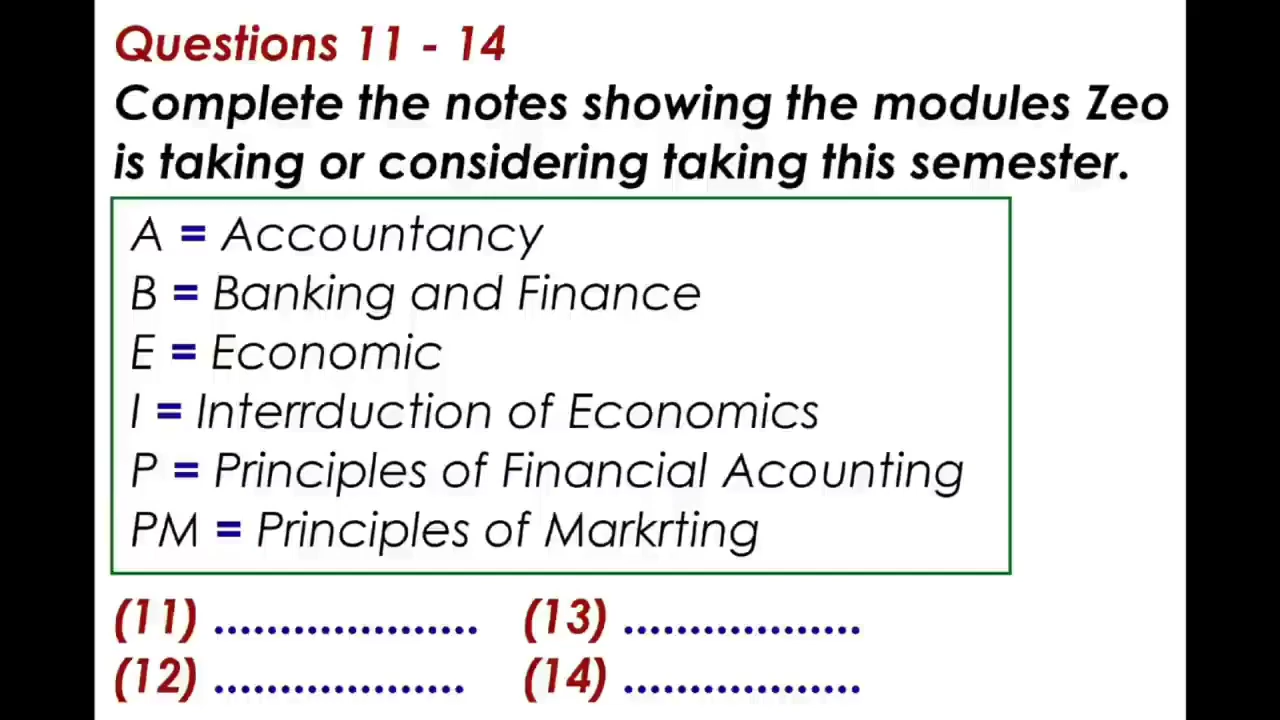 Questions 11 - 14
Complete the notes showing the modules Zeo
is taking or considering taking this semester.
A = Accountancy
B = Banking and Finance
E = Economic
I = Interrduction of Economics
P = Principles of Financial Acounting
PM = Principles of Markrting
(11) .................... (13) ..................
(12) ................... (14) ..................